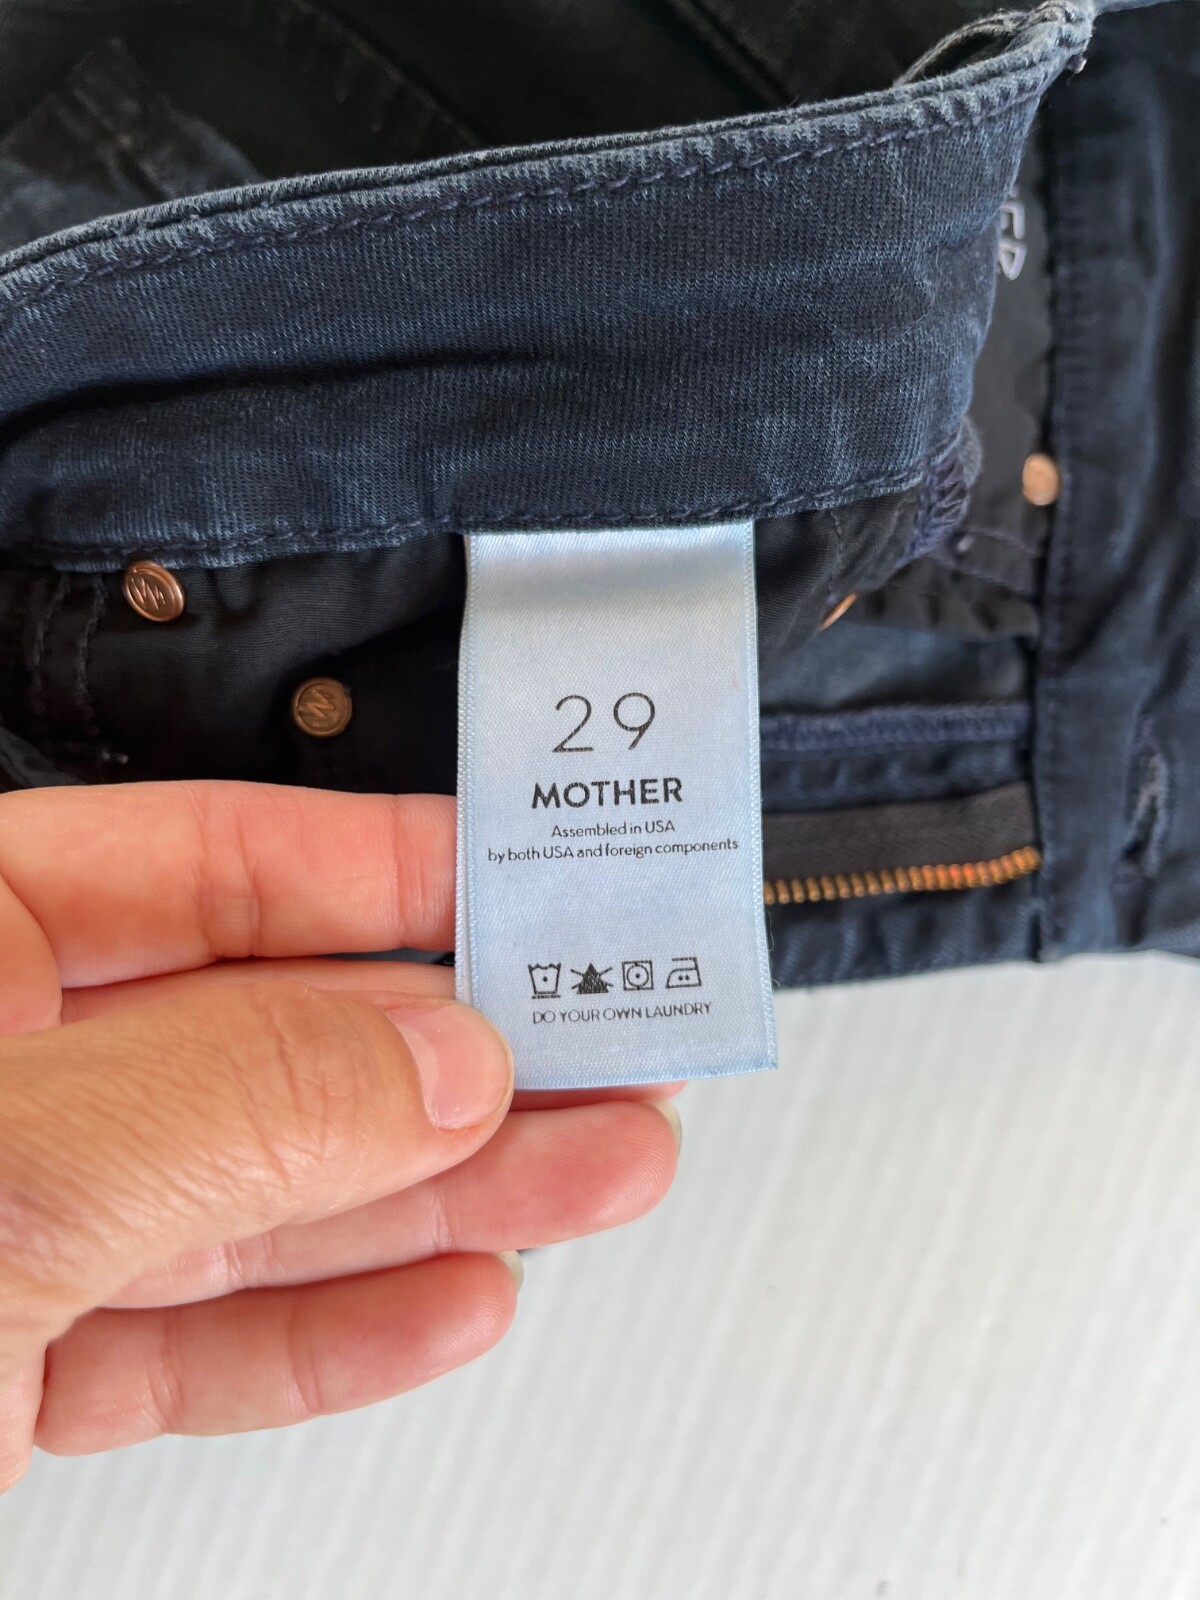 29
MOTHER
Assembled in USA
by both USA and foreign components
DO YOUR OWN LAUNDRY